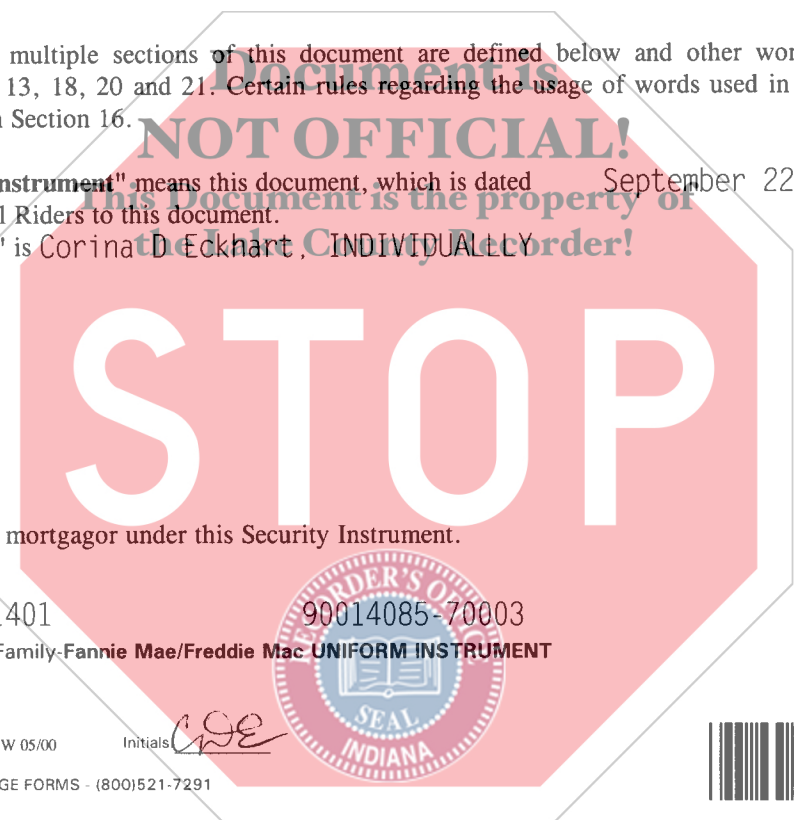 multiple sections of this document are defined below and other wor
Document is
13, 18, 20 and 21. Certain rules regarding the usage of words used in
Section 16.
NOT OFFICIAL!
nstrument" means this document, which is dated September 22
This Document is the property of
l Riders to this document.
" is Corina D Eckhart, INDIVIDUALLLY
the Lake County Recorder!
STOP
mortgagor under this Security Instrument.
RECORDER'S OFFICE
1401 90014085-70003
Family-Fannie Mae/Freddie Mac UNIFORM INSTRUMENT
SEAL
INDIANA
W 05/00 Initials CDE
GE FORMS - (800)521-7291